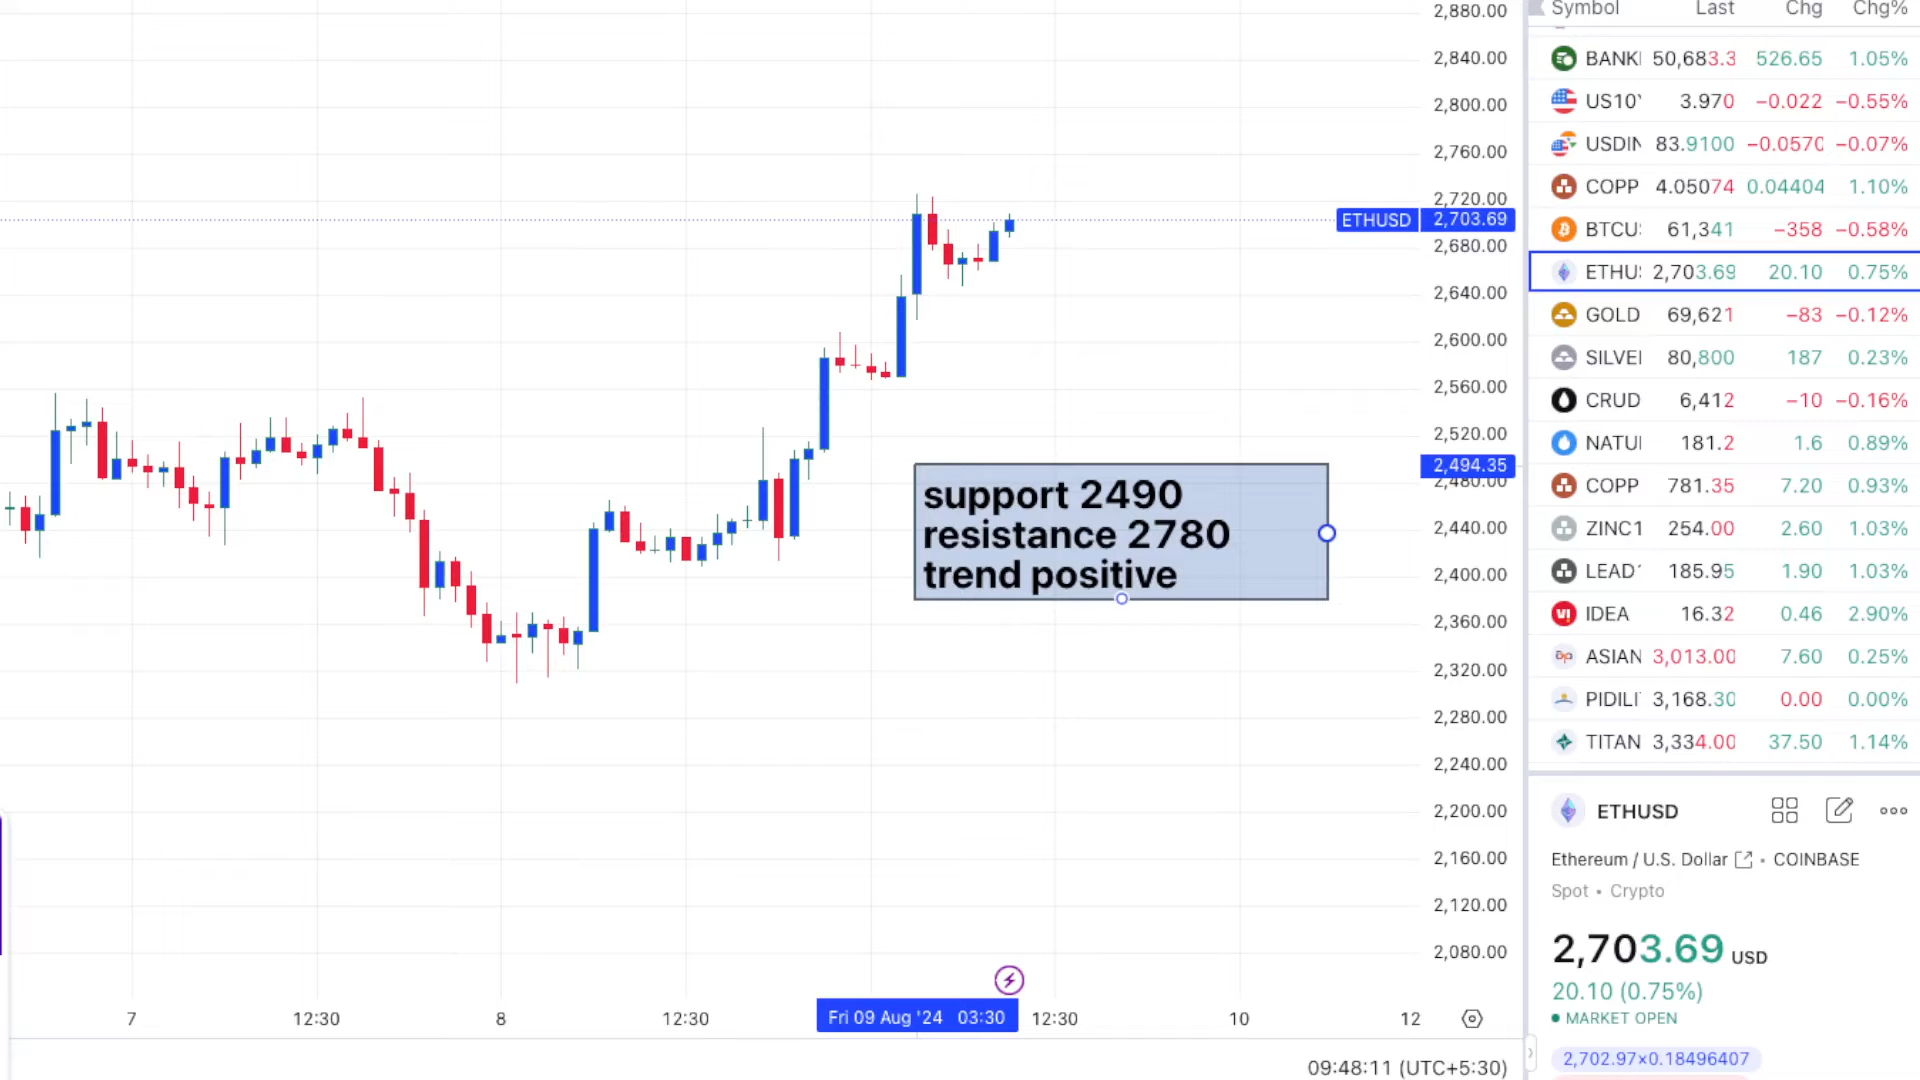 2,880.00
2,840.00
2,800.00
2,760.00
2,720.00
ETHUSD 2,703.69
2,680.00
2,640.00
2,600.00
2,560.00
2,520.00
2,494.35
2,480.00
2,440.00
2,400.00
2,360.00
2,320.00
2,280.00
2,240.00
2,200.00
2,160.00
2,120.00
2,080.00
support 2490
resistance 2780
trend positive
7 12:30 8 12:30 Fri 09 Aug '24 03:30 12:30 10 12
09:48:11 (UTC+5:30)
Symbol Last Chg Chg%
BANKI 50,683.3 526.65 1.05%
US10Y 3.970 −0.022 −0.55%
USDIN 83.9100 −0.0570 −0.07%
COPP 4.05074 0.04404 1.10%
BTCU 61,341 −358 −0.58%
ETHU 2,703.69 20.10 0.75%
GOLD 69,621 −83 −0.12%
SILVE 80,800 187 0.23%
CRUD 6,412 −10 −0.16%
NATU 181.2 1.6 0.89%
COPP 781.35 7.20 0.93%
ZINC1 254.00 2.60 1.03%
LEAD 185.95 1.90 1.03%
IDEA 16.32 0.46 2.90%
ASIAN 3,013.00 7.60 0.25%
PIDILI 3,168.30 0.00 0.00%
TITAN 3,334.00 37.50 1.14%
ETHUSD
Ethereum / U.S. Dollar • COINBASE
Spot • Crypto
2,703.69 USD
20.10 (0.75%)
MARKET OPEN
2,702.97×0.18496407